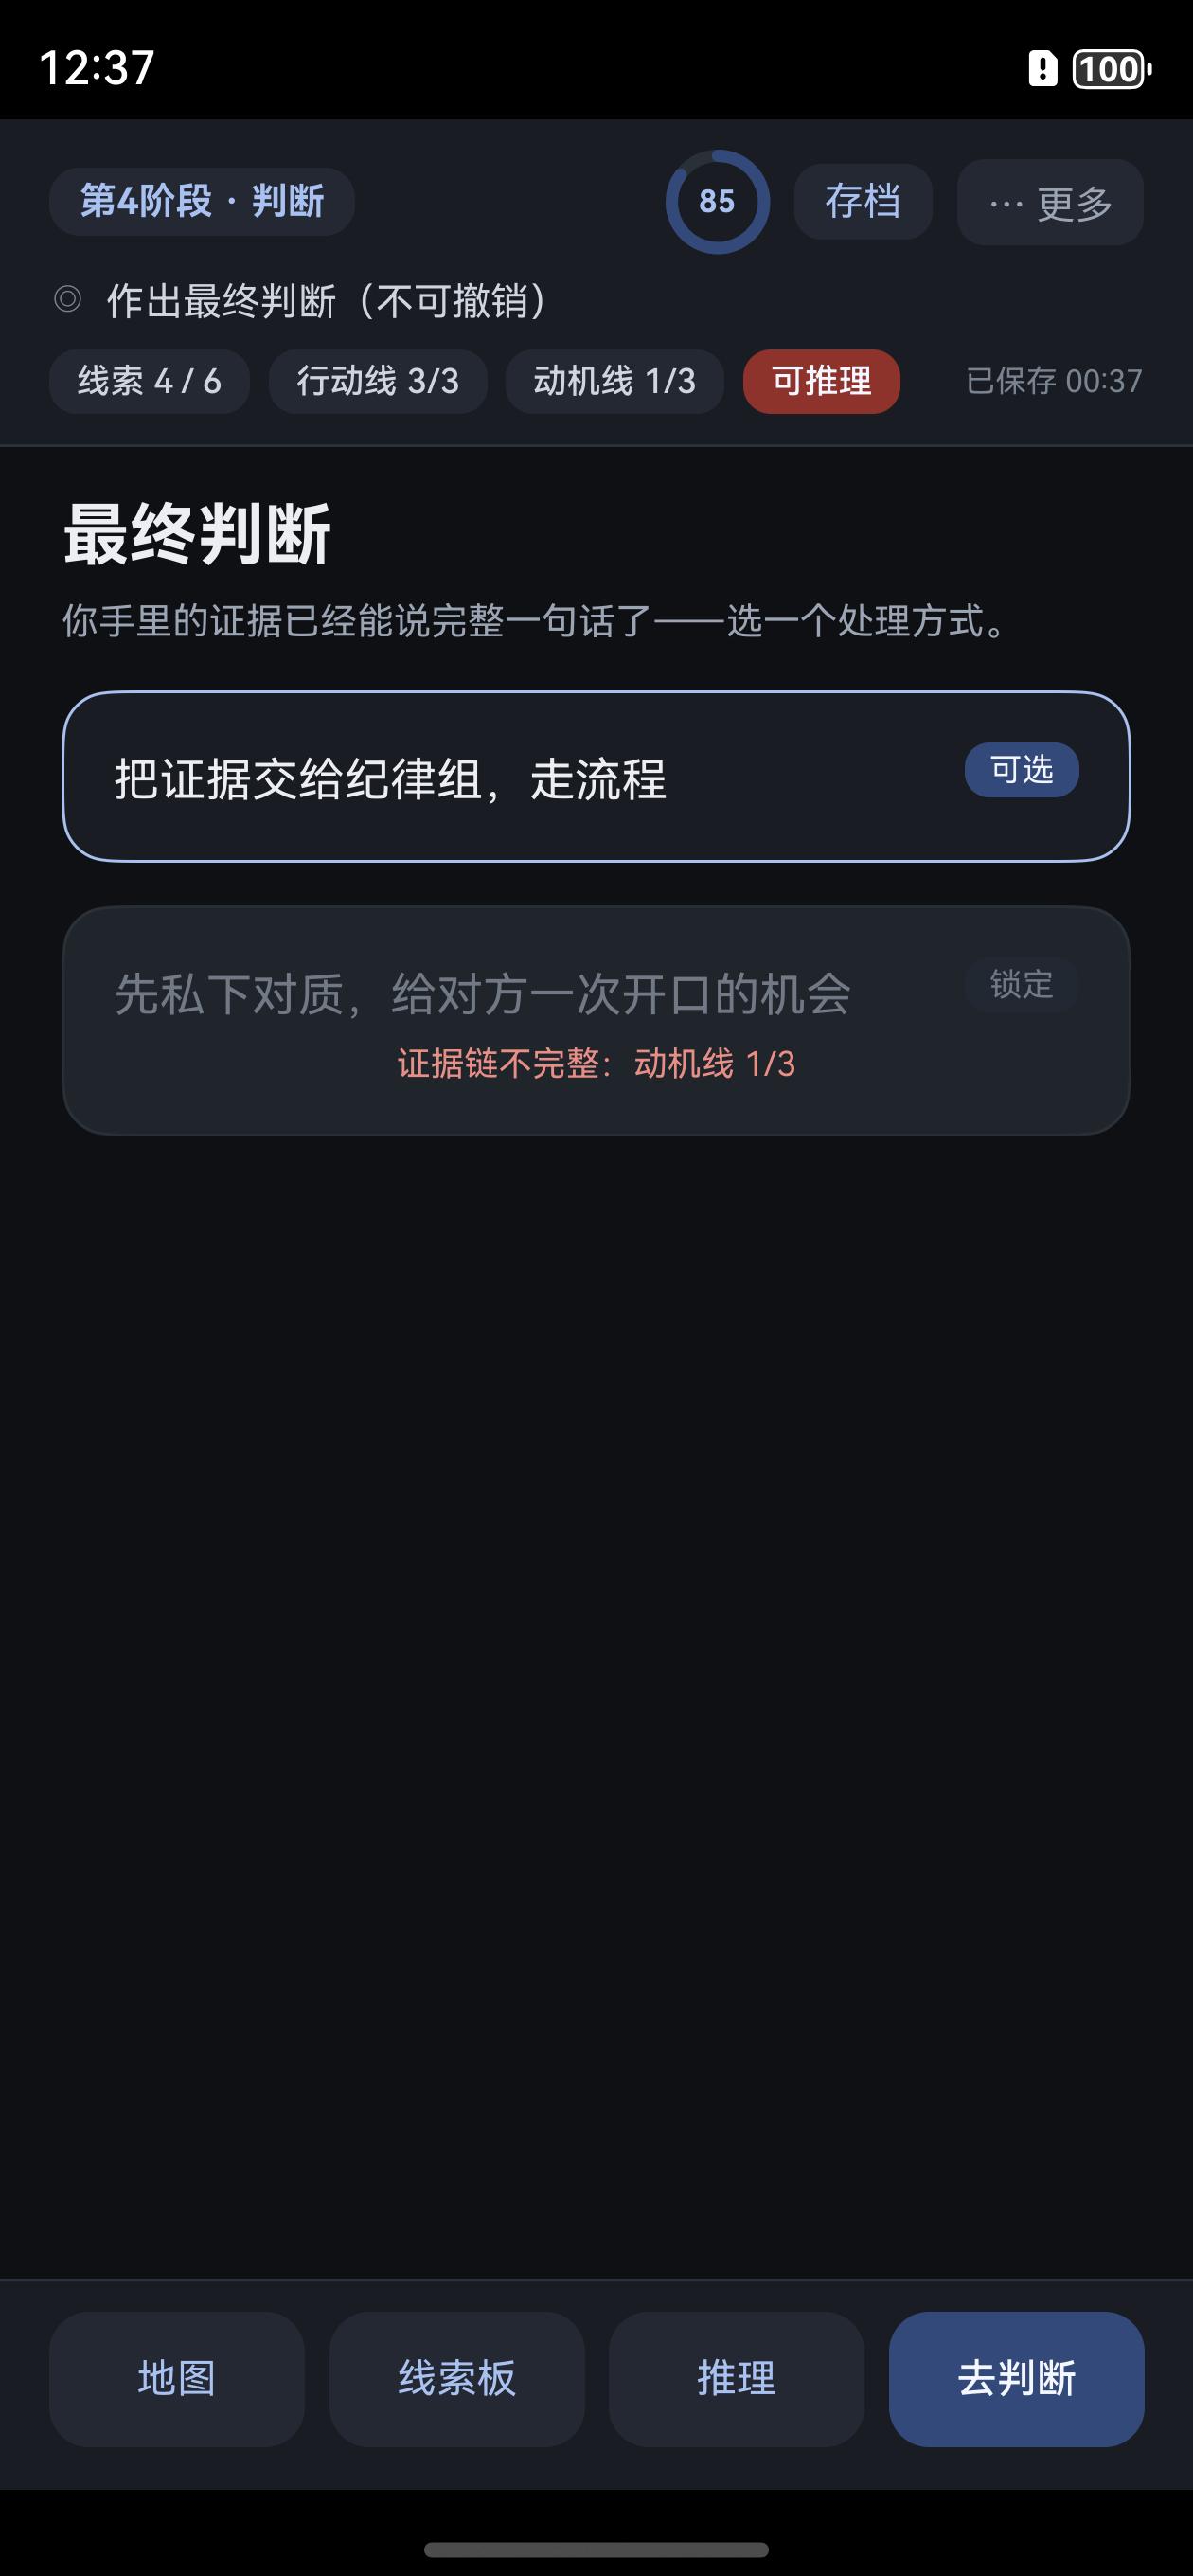 12:37
100
第4阶段 · 判断
85
存档
··· 更多
◎ 作出最终判断（不可撤销）
线索 4 / 6
行动线 3/3
动机线 1/3
可推理
已保存 00:37
最终判断
你手里的证据已经能说完整一句话了——选一个处理方式。
把证据交给纪律组，走流程
可选
先私下对质，给对方一次开口的机会
锁定
证据链不完整：动机线 1/3
地图
线索板
推理
去判断